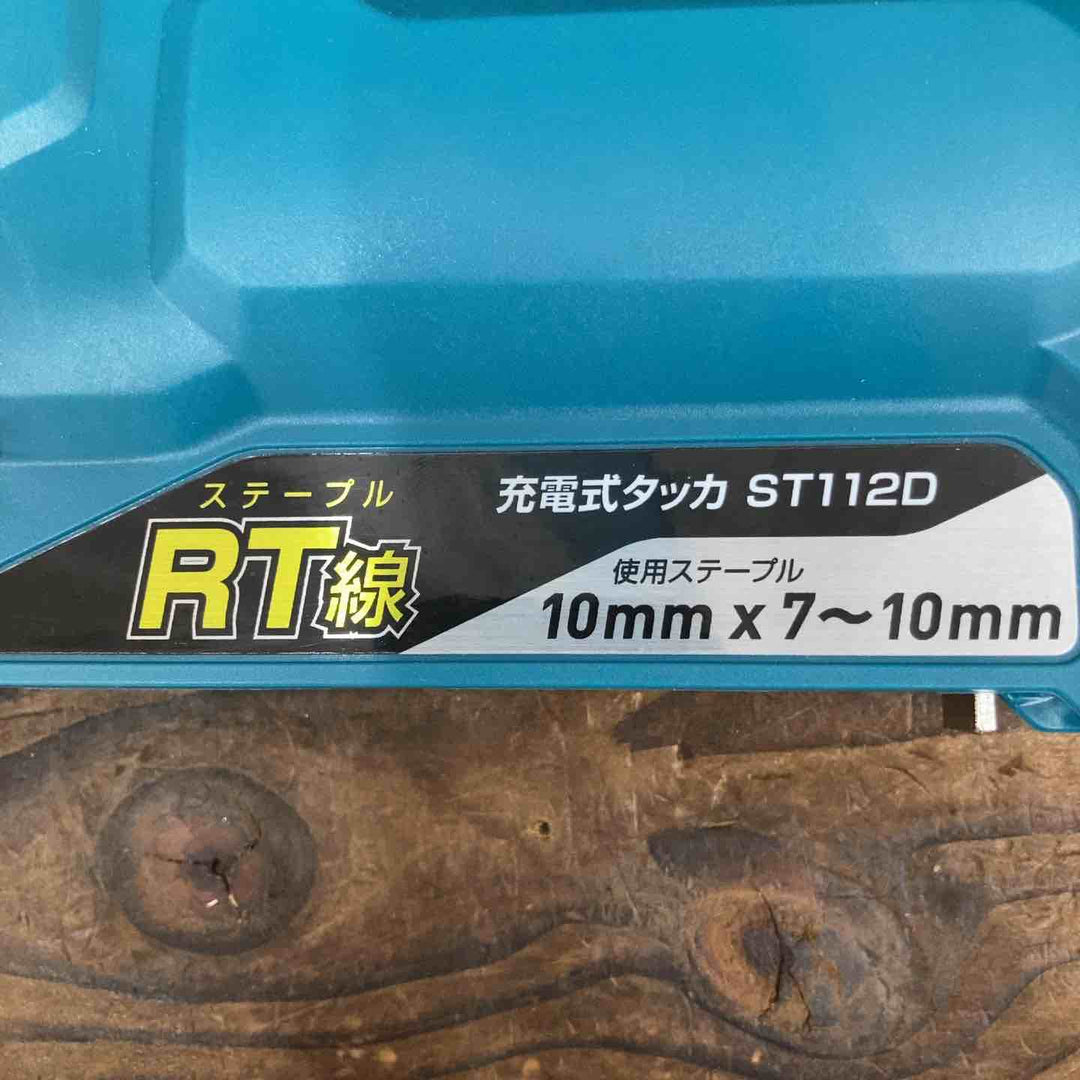 ステープル
RT線
充電式タッカ ST112D
使用ステープル
10mm x 7～10mm